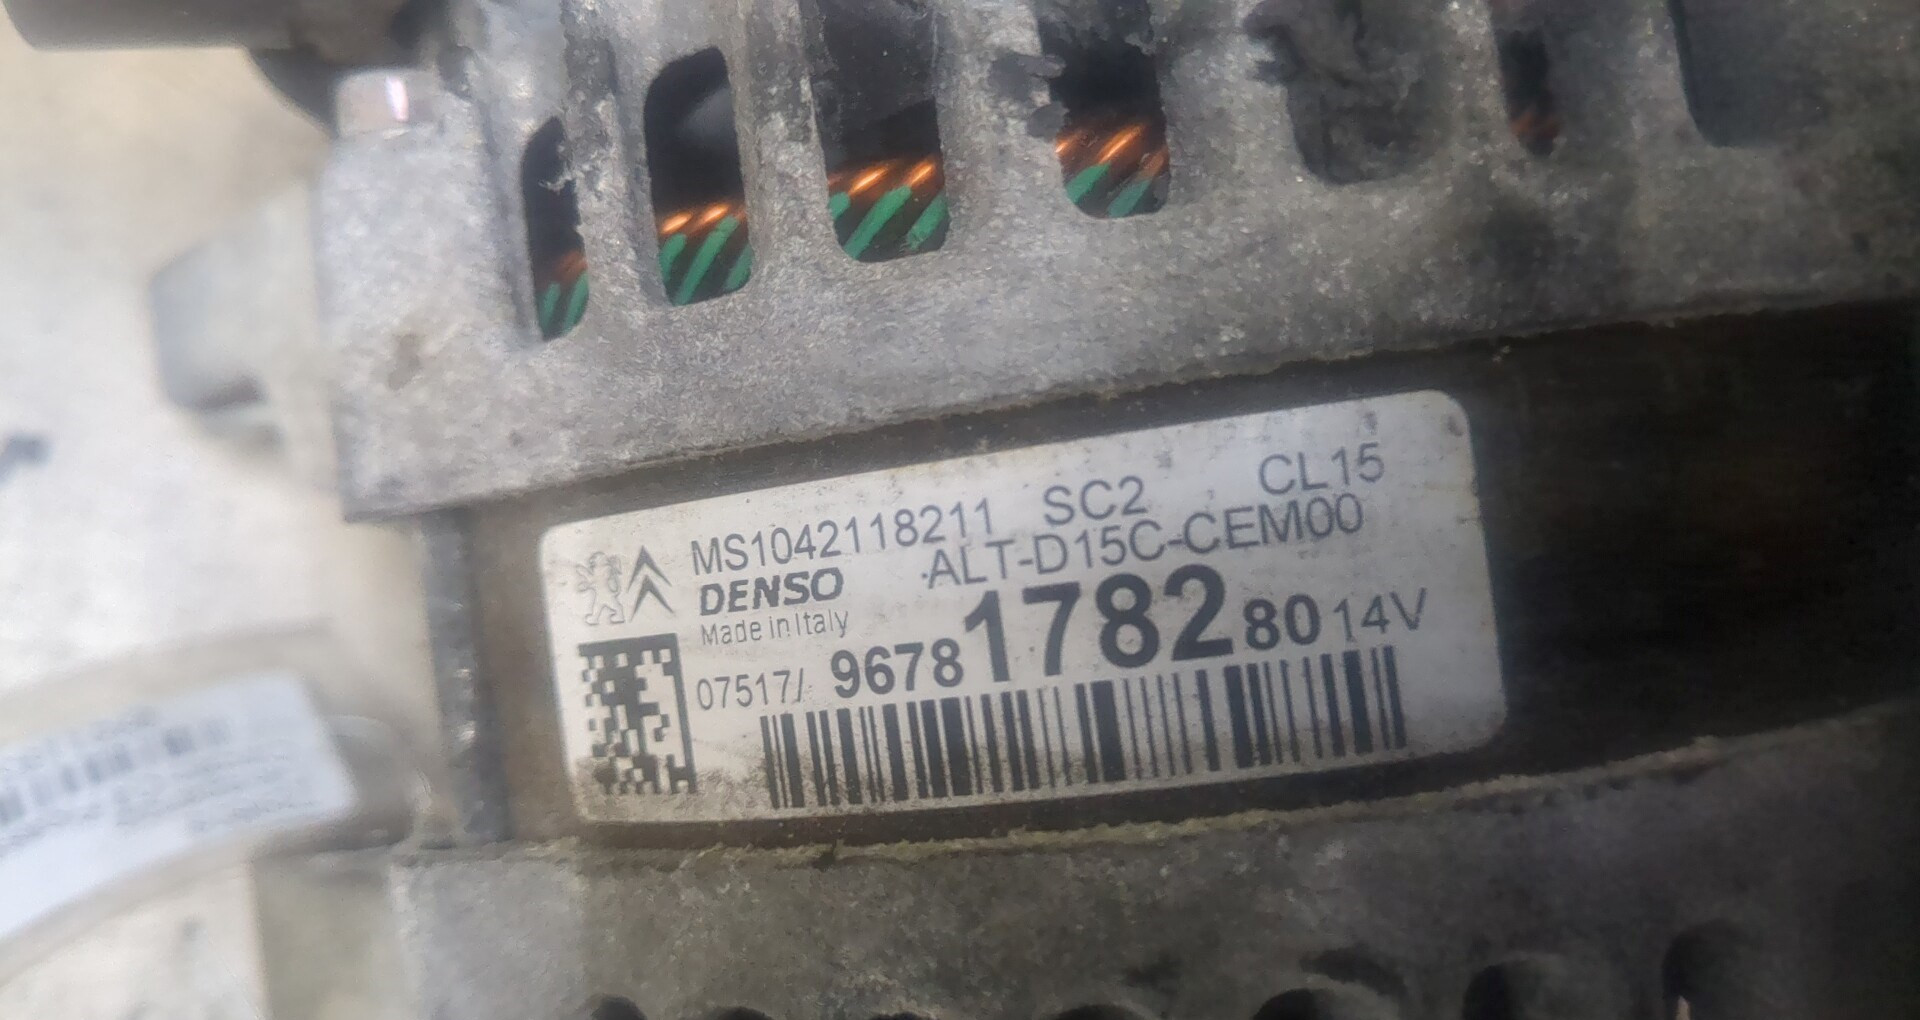 MS1042118211 SC2 CL15
DENSO ALT-D15C-CEM00
Made in Italy
07517/ 9678178280 14V